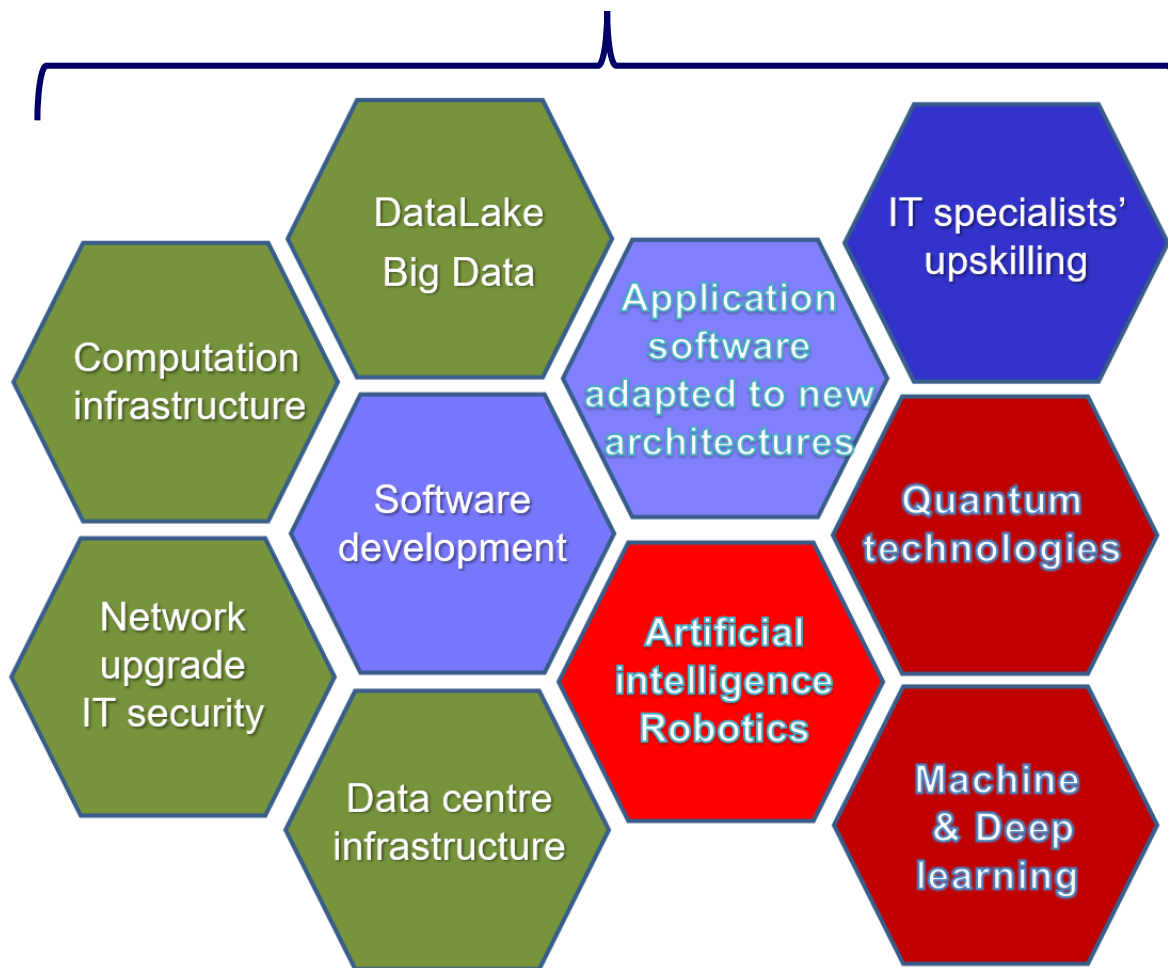 DataLake
Big Data
IT specialists’
upskilling
Computation
infrastructure
Application
software
adapted to new
architectures
Software
development
Quantum
technologies
Network
upgrade
IT security
Artificial
intelligence
Robotics
Data centre
infrastructure
Machine
& Deep
learning